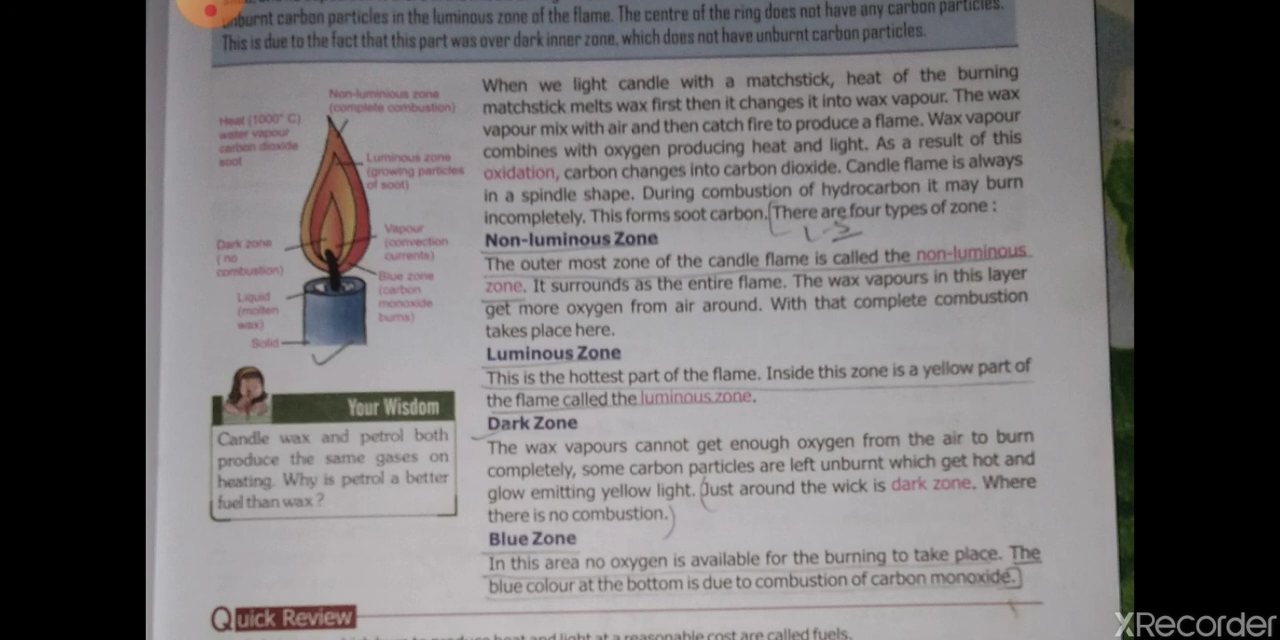 unburnt carbon particles in the luminous zone of the flame. The centre of the ring does not have any carbon particles.
This is due to the fact that this part was over dark inner zone, which does not have unburnt carbon particles.
Non-luminious zone
(complete combustion)
Heat (1000° C)
water vapour
carbon dioxide
soot
Luminous zone
(growing particles
of soot)
Dark zone
( no
combustion)
Vapour
(convection
currents)
Blue zone
(carbon
monoxide
burns)
Liquid
(molten
wax)
Solid
Your Wisdom
Candle wax and petrol both
produce the same gases on
heating. Why is petrol a better
fuel than wax ?
When we light candle with a matchstick, heat of the burning
matchstick melts wax first then it changes it into wax vapour. The wax
vapour mix with air and then catch fire to produce a flame. Wax vapour
combines with oxygen producing heat and light. As a result of this
oxidation, carbon changes into carbon dioxide. Candle flame is always
in a spindle shape. During combustion of hydrocarbon it may burn
incompletely. This forms soot carbon. There are four types of zone :
Non-luminous Zone
The outer most zone of the candle flame is called the non-luminous
zone. It surrounds as the entire flame. The wax vapours in this layer
get more oxygen from air around. With that complete combustion
takes place here.
Luminous Zone
This is the hottest part of the flame. Inside this zone is a yellow part of
the flame called the luminous zone.
Dark Zone
The wax vapours cannot get enough oxygen from the air to burn
completely, some carbon particles are left unburnt which get hot and
glow emitting yellow light. Just around the wick is dark zone. Where
there is no combustion.
Blue Zone
In this area no oxygen is available for the burning to take place. The
blue colour at the bottom is due to combustion of carbon monoxide.
Quick Review
to produce heat and light at a reasonable cost are called fuels.
XRecorder